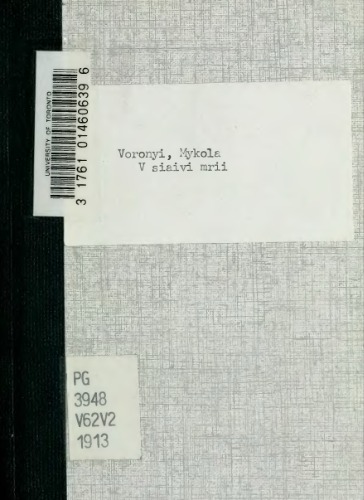 UNIVERSITY OF TORONTO
3 1761 01460639 6
Voronyi, Mykola
V siaivi mrii
PG
3948
V62V2
1913